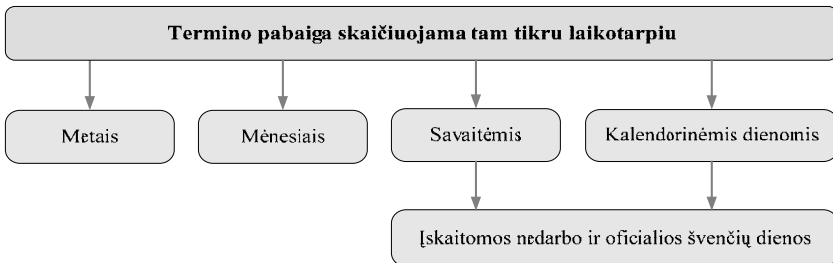 Termino pabaiga skaičiuojama tam tikru laikotarpiu
Metais
Mėnesiais
Savaitėmis
Kalendorinėmis dienomis
Įskaitomos nedarbo ir oficialios švenčių dienos